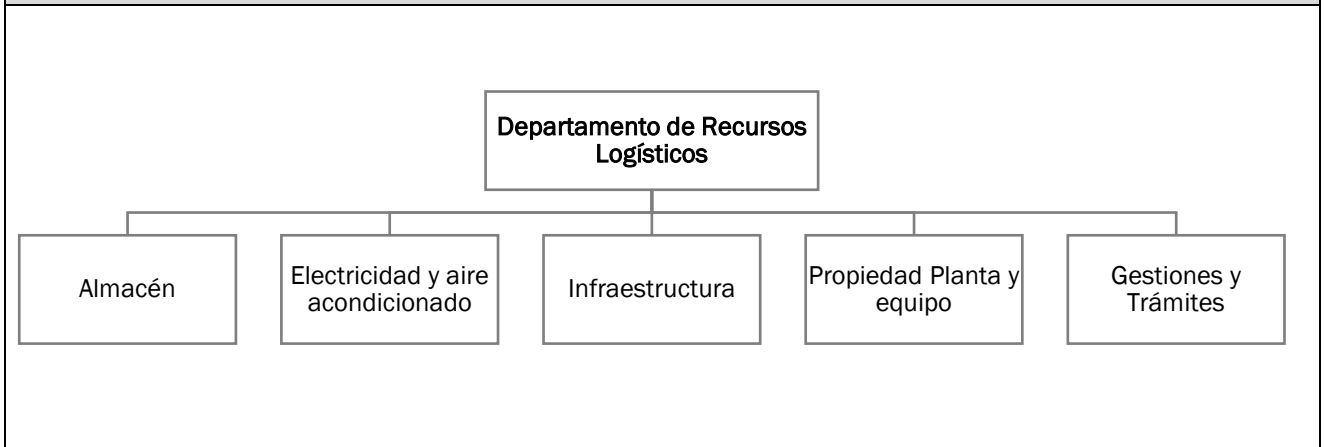 Departamento de Recursos
Logísticos
Almacén
Electricidad y aire
acondicionado
Infraestructura
Propiedad Planta y
equipo
Gestiones y
Trámites